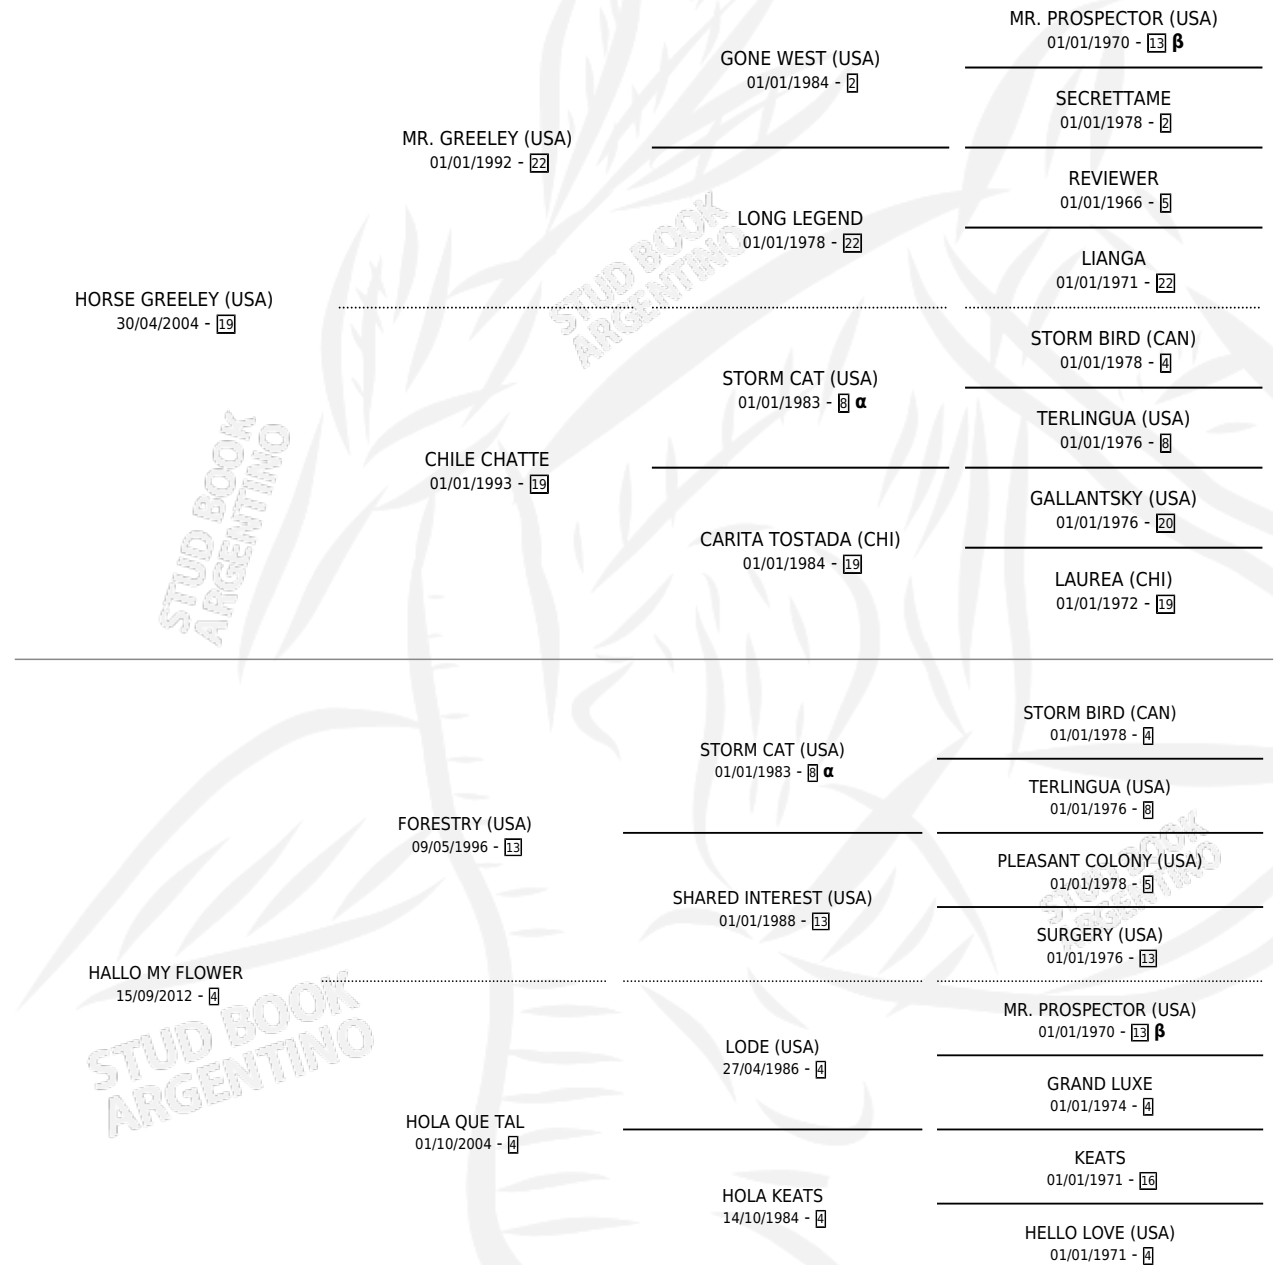 MR. PROSPECTOR (USA)
01/01/1970 - 13 β
GONE WEST (USA)
01/01/1984 - 2
SECRETTAME
01/01/1978 - 2
MR. GREELEY (USA)
01/01/1992 - 22
REVIEWER
01/01/1966 - 5
LONG LEGEND
01/01/1978 - 22
LIANGA
01/01/1971 - 22
HORSE GREELEY (USA)
30/04/2004 - 19
STORM BIRD (CAN)
01/01/1978 - 4
STORM CAT (USA)
01/01/1983 - 8 α
TERLINGUA (USA)
01/01/1976 - 8
CHILE CHATTE
01/01/1993 - 19
GALLANTSKY (USA)
01/01/1976 - 20
CARITA TOSTADA (CHI)
01/01/1984 - 19
LAUREA (CHI)
01/01/1972 - 19
STORM BIRD (CAN)
01/01/1978 - 4
STORM CAT (USA)
01/01/1983 - 8 α
TERLINGUA (USA)
01/01/1976 - 8
FORESTRY (USA)
09/05/1996 - 13
PLEASANT COLONY (USA)
01/01/1978 - 5
SHARED INTEREST (USA)
01/01/1988 - 13
SURGERY (USA)
01/01/1976 - 13
HALLO MY FLOWER
15/09/2012 - 4
MR. PROSPECTOR (USA)
01/01/1970 - 13 β
LODE (USA)
27/04/1986 - 4
GRAND LUXE
01/01/1974 - 4
HOLA QUE TAL
01/10/2004 - 4
KEATS
01/01/1971 - 16
HOLA KEATS
14/10/1984 - 4
HELLO LOVE (USA)
01/01/1971 - 4
STUD BOOK
ARGENTINO
STUD BOOK
ARGENTINO
STUD BOOK
ARGENTINO
STUD BOOK
ARGENTINO